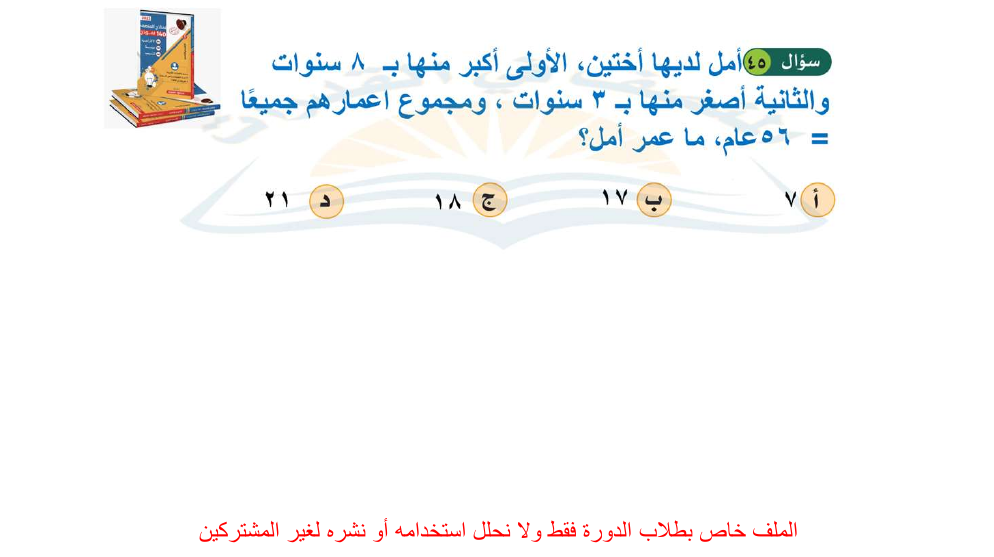 سؤال ٤٥ أمل لديها أختين، الأولى أكبر منها بـ ٨ سنوات
والثانية أصغر منها بـ ٣ سنوات ، ومجموع اعمارهم جميعًا
= ٥٦ عام، ما عمر أمل؟
أ ٧ ب ١٧ ج ١٨ د ٢١
الملف خاص بطلاب الدورة فقط ولا نحلل استخدامه أو نشره لغير المشتركين